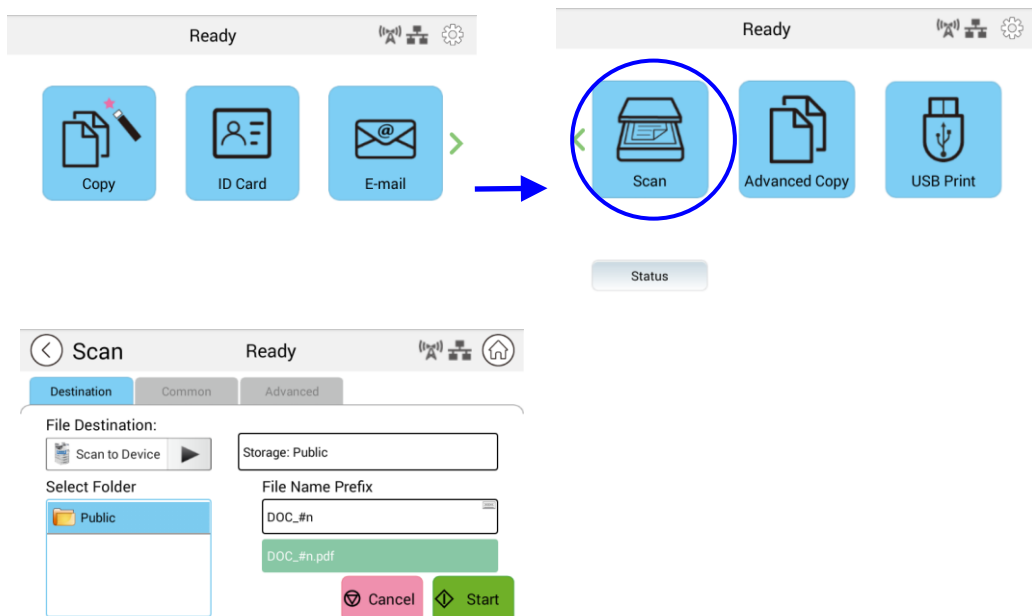 Ready
Copy
ID Card
E-mail
Ready
Scan
Advanced Copy
USB Print
Status
Scan
Ready
Destination
Common
Advanced
File Destination:
Scan to Device
Storage: Public
Select Folder
File Name Prefix
Public
DOC_#n
DOC_#n.pdf
Cancel
Start